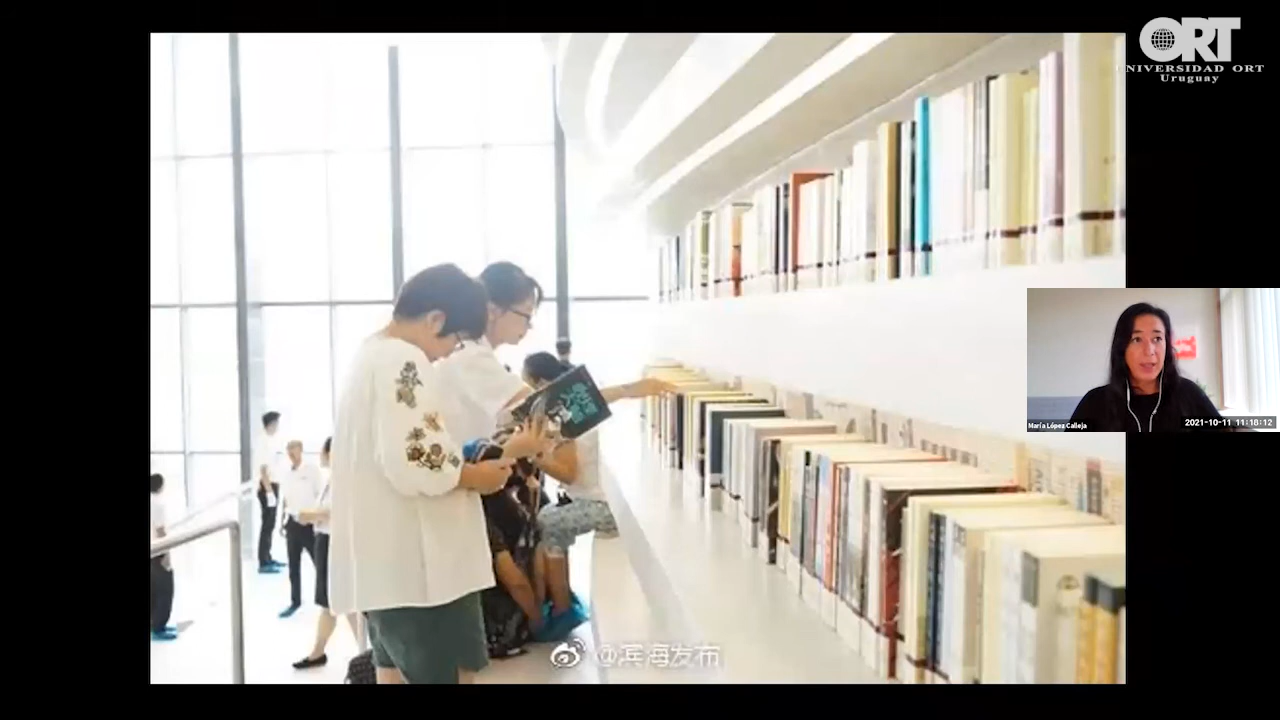 ORT
UNIVERSIDAD ORT
Uruguay
María López Calleja
2021-10-11 11:18:12
@滨海发布